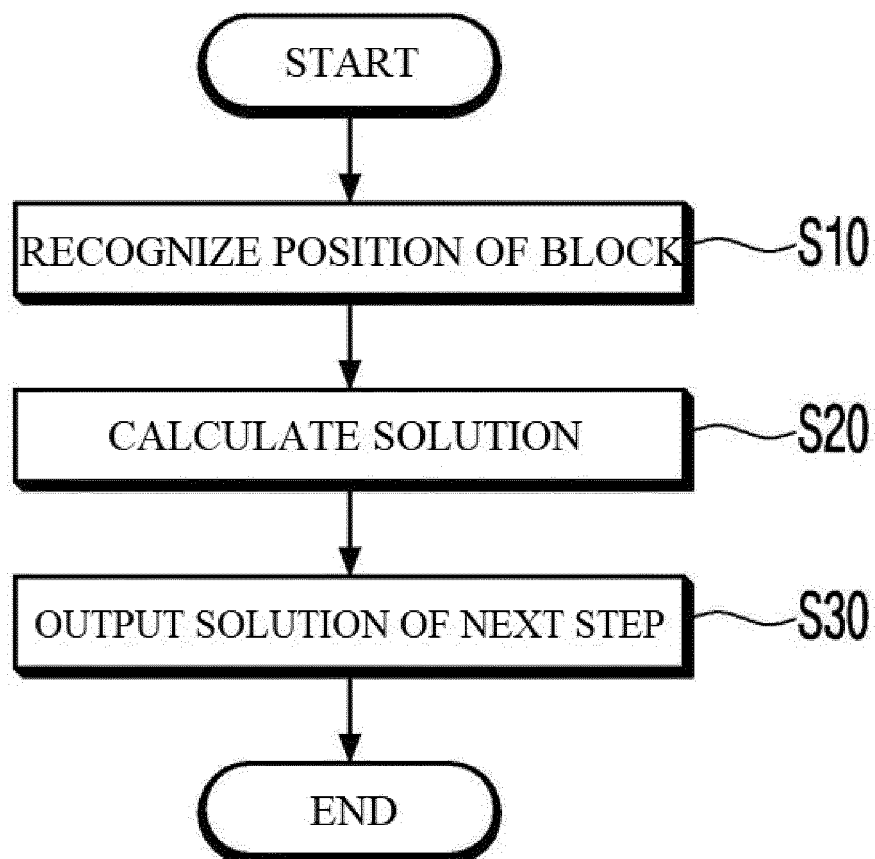 START
RECOGNIZE POSITION OF BLOCK
S10
CALCULATE SOLUTION
S20
OUTPUT SOLUTION OF NEXT STEP
S30
END